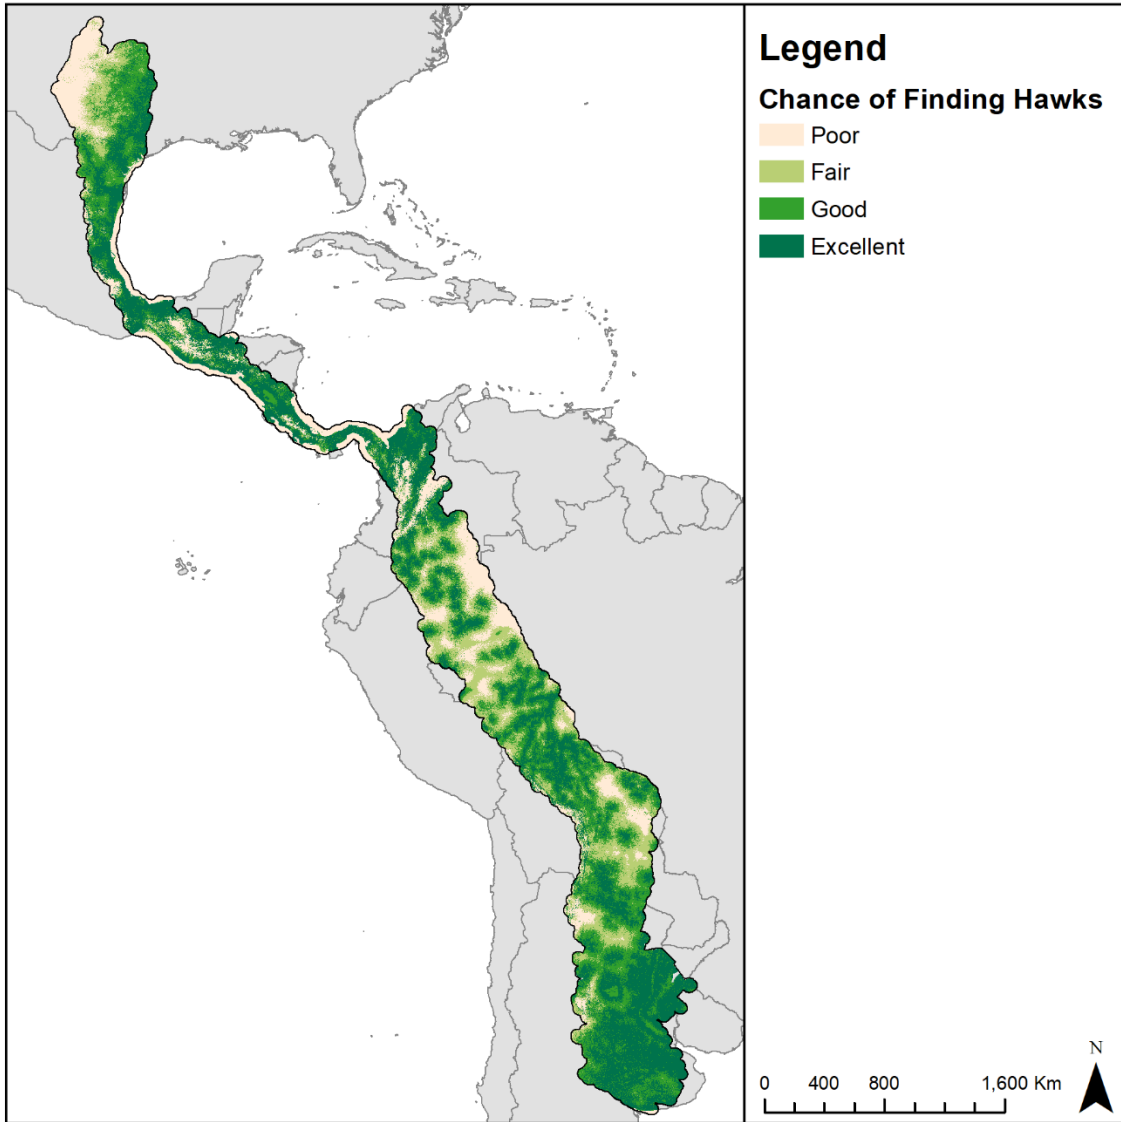 Legend
Chance of Finding Hawks
Poor
Fair
Good
Excellent
N
0 400 800 1,600 Km